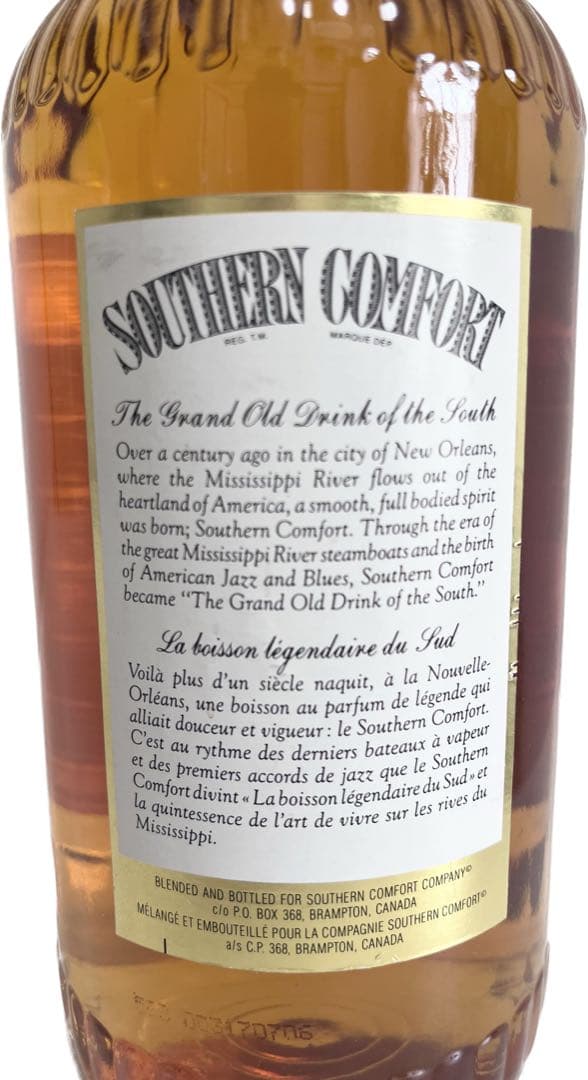 SOUTHERN COMFORT
REG. T.M. MARQUE DÉP
The Grand Old Drink of the South
Over a century ago in the city of New Orleans,
where the Mississippi River flows out of the
heartland of America, a smooth, full bodied spirit
was born; Southern Comfort. Through the era of
the great Mississippi River steamboats and the birth
of American Jazz and Blues, Southern Comfort
became "The Grand Old Drink of the South."
La boisson légendaire du Sud
Voilà plus d'un siècle naquit, à la Nouvelle-
Orléans, une boisson au parfum de légende qui
alliait douceur et vigueur : le Southern Comfort.
C'est au rythme des derniers bateaux à vapeur
et des premiers accords de jazz que le Southern
Comfort divint « La boisson légendaire du Sud » et
la quintessence de l'art de vivre sur les rives du
Mississippi.
BLENDED AND BOTTLED FOR SOUTHERN COMFORT COMPANY©
c/o P.O. BOX 368, BRAMPTON, CANADA
MÉLANGÉ ET EMBOUTEILLÉ POUR LA COMPAGNIE SOUTHERN COMFORT©
a/s C.P. 368, BRAMPTON, CANADA